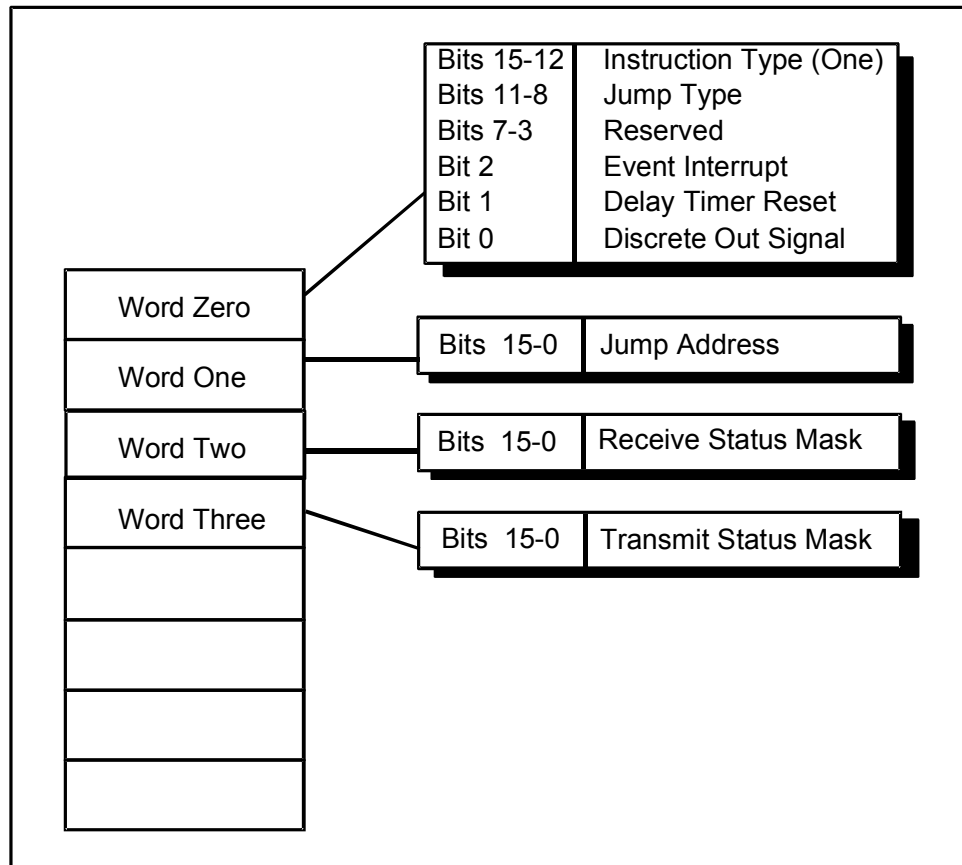 Bits 15-12 Instruction Type (One)
Bits 11-8 Jump Type
Bits 7-3 Reserved
Bit 2 Event Interrupt
Bit 1 Delay Timer Reset
Bit 0 Discrete Out Signal
Word Zero
Bits 15-0 Jump Address
Word One
Bits 15-0 Receive Status Mask
Word Two
Word Three
Bits 15-0 Transmit Status Mask